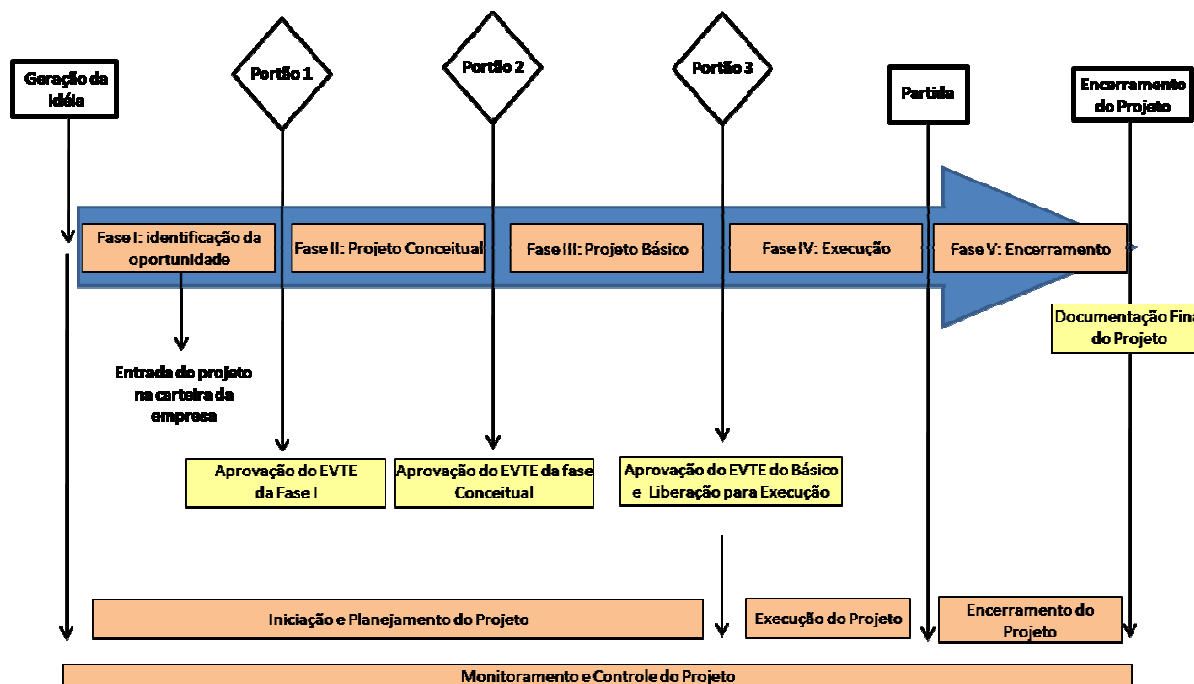 Geração da
Idéia
Portão 1
Portão 2
Portão 3
Partida
Encerramento
do Projeto
Fase I: identificação da
oportunidade
Fase II: Projeto Conceitual
Fase III: Projeto Básico
Fase IV: Execução
Fase V: Encerramento
Documentação Fina
do Projeto
Entrada do projeto
na carteira da
empresa
Aprovação do EVTE
da Fase I
Aprovação do EVTE da fase
Conceitual
Aprovação do EVTE do Básico
e Liberação para Execução
Iniciação e Planejamento do Projeto
Execução do Projeto
Encerramento do
Projeto
Monitoramento e Controle do Projeto